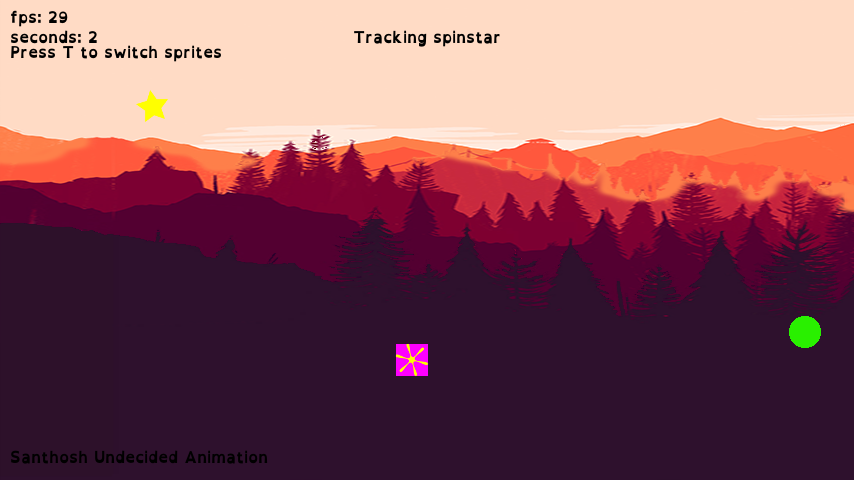 fps: 29
seconds: 2
Press T to switch sprites
Tracking spinstar
Santhosh Undecided Animation